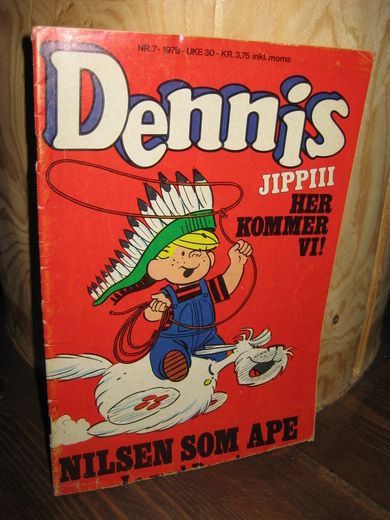 NR.7-1976-UKE 30-KR. 3,75 inkl. moms
Dennis
JIPPIII
HER
KOMMER
VI!
NILSEN SOM APE